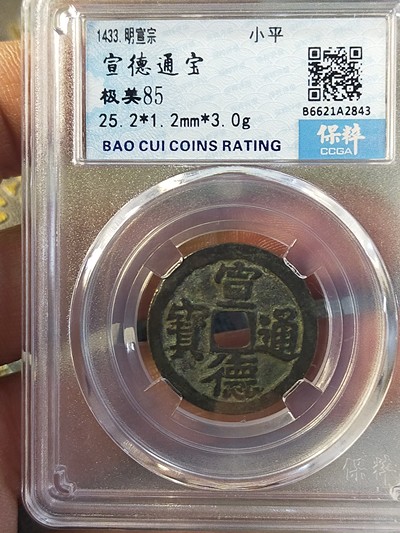 1433.明宣宗 小平
宣德通宝
极美85
25.2*1.2mm*3.0g
B6621A2843
保粹
CCGA
BAO CUI COINS RATING
宣
德
通
寶
保粹